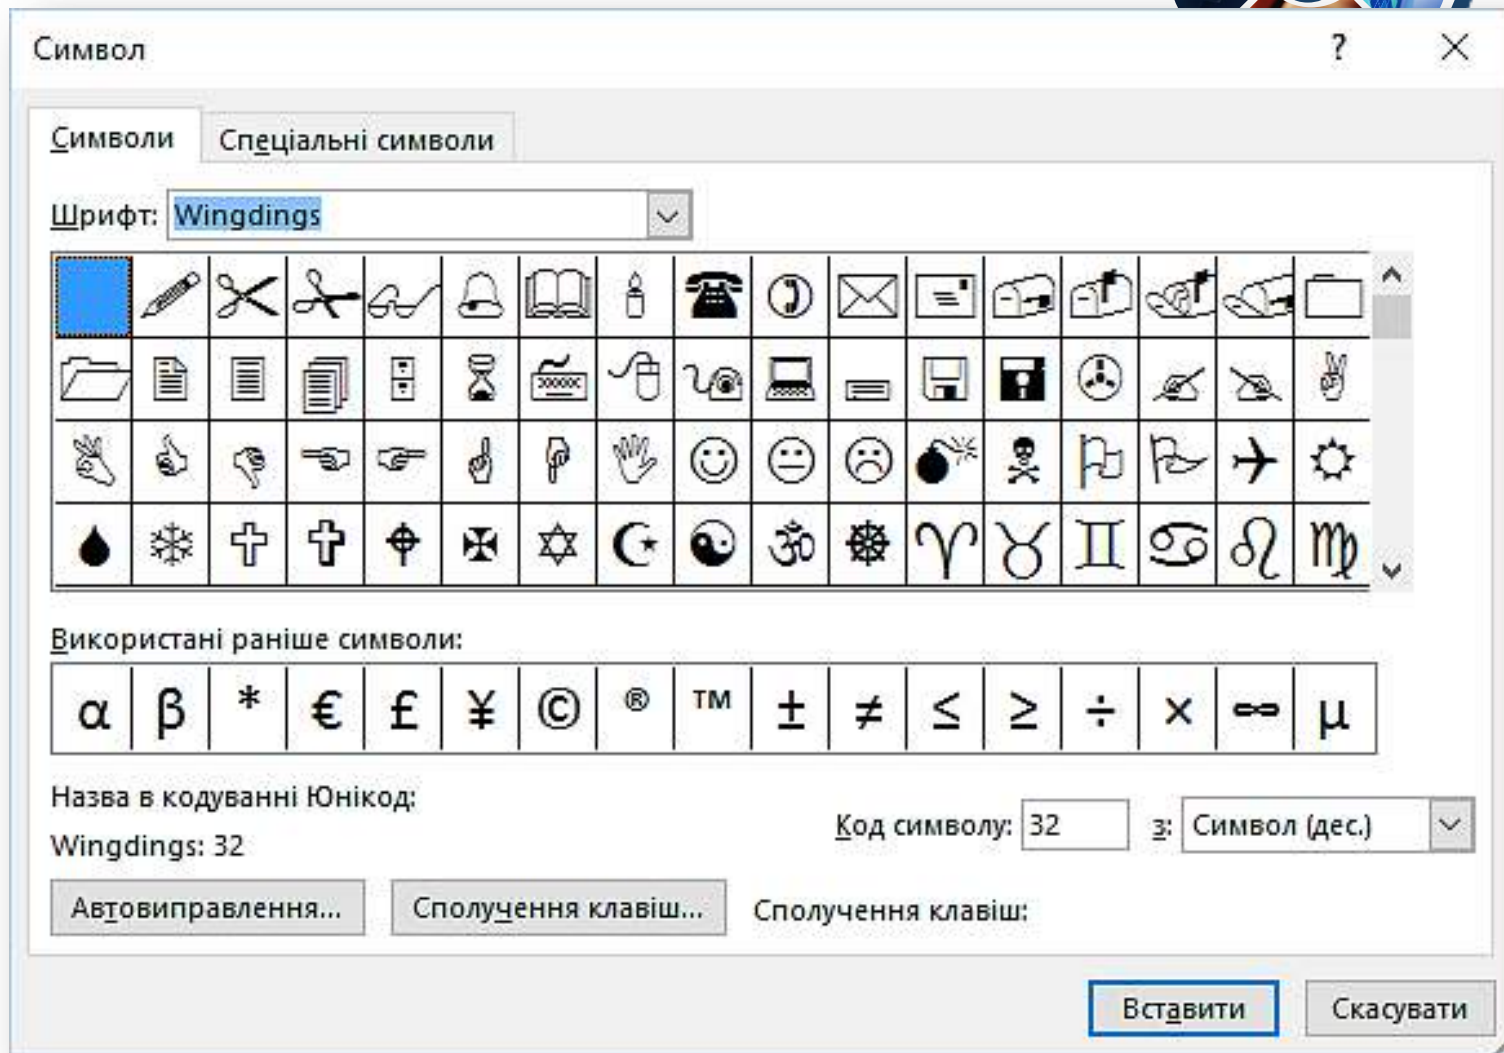 Символ
Символи Спеціальні символи
Шрифт: Wingdings
Використані раніше символи:
α β * € £ ¥ © ® ™ ± ≠ ≤ ≥ ÷ × ∞ µ
Назва в кодуванні Юнікод:
Wingdings: 32
Код символу: 32 з: Символ (дес.)
Автовиправлення... Сполучення клавіш... Сполучення клавіш:
Вставити Скасувати